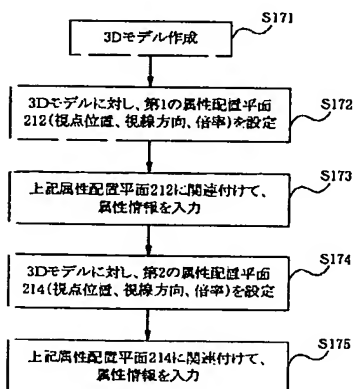 S171
3Dモデル作成
S172
3Dモデルに対し、第1の属性配置平面
212(視点位置、視線方向、倍率)を設定
S173
上記属性配置平面212に関連付けて、
属性情報を入力
S174
3Dモデルに対し、第2の属性配置平面
214(視点位置、視線方向、倍率)を設定
S175
上記属性配置平面214に関連付けて、
属性情報を入力